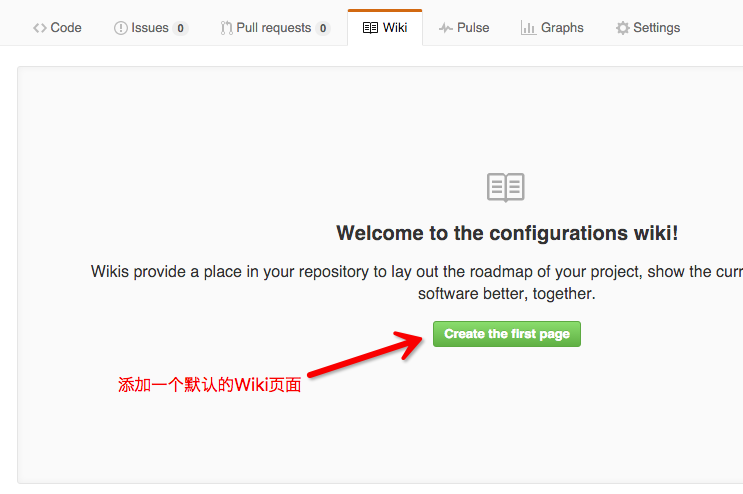 Code Issues 0 Pull requests 0 Wiki Pulse Graphs Settings
Welcome to the configurations wiki!
Wikis provide a place in your repository to lay out the roadmap of your project, show the curr
software better, together.
Create the first page
添加一个默认的Wiki页面